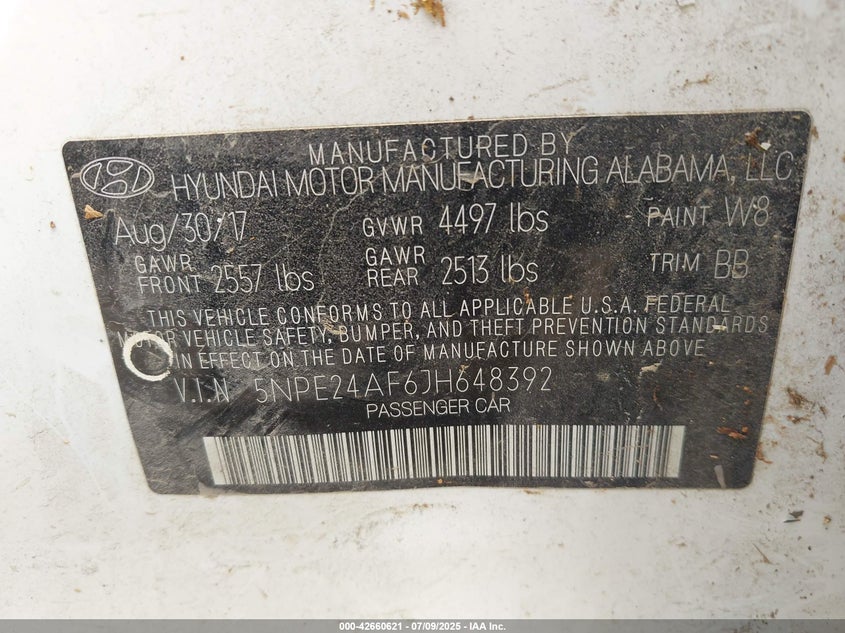 MANUFACTURED BY
HYUNDAI MOTOR MANUFACTURING ALABAMA, LLC
Aug/30/17 GVWR 4497 lbs PAINT W8
GAWR FRONT 2557 lbs GAWR REAR 2513 lbs TRIM BB
THIS VEHICLE CONFORMS TO ALL APPLICABLE U.S.A. FEDERAL
MOTOR VEHICLE SAFETY, BUMPER, AND THEFT PREVENTION STANDARDS
IN EFFECT ON THE DATE OF MANUFACTURE SHOWN ABOVE
V.I.N 5NPE24AF6JH648392
PASSENGER CAR
000-42660621 - 07/09/2025 - IAA Inc.